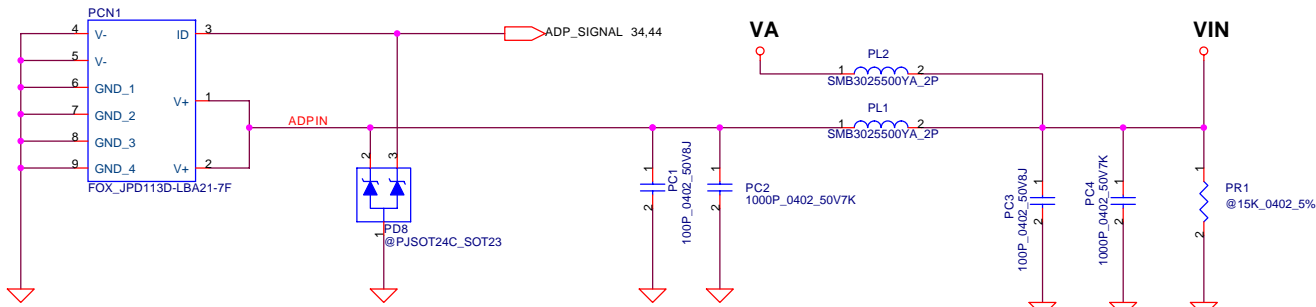 PCN1
4
V-
ID
3
ADP_SIGNAL 34,44
5
V-
6
GND_1
V+
1
7
GND_2
8
GND_3
9
GND_4
V+
2
FOX_JPD113D-LBA21-7F
ADPIN
2
3
1
PD8
@PJSOT24C_SOT23
1
2
PC1
100P_0402_50V8J
1
2
PC2
1000P_0402_50V7K
VA
PL2
1
2
SMB3025500YA_2P
PL1
1
2
SMB3025500YA_2P
VIN
1
2
PC3
100P_0402_50V8J
1
2
PC4
1000P_0402_50V7K
1
2
PR1
@15K_0402_5%